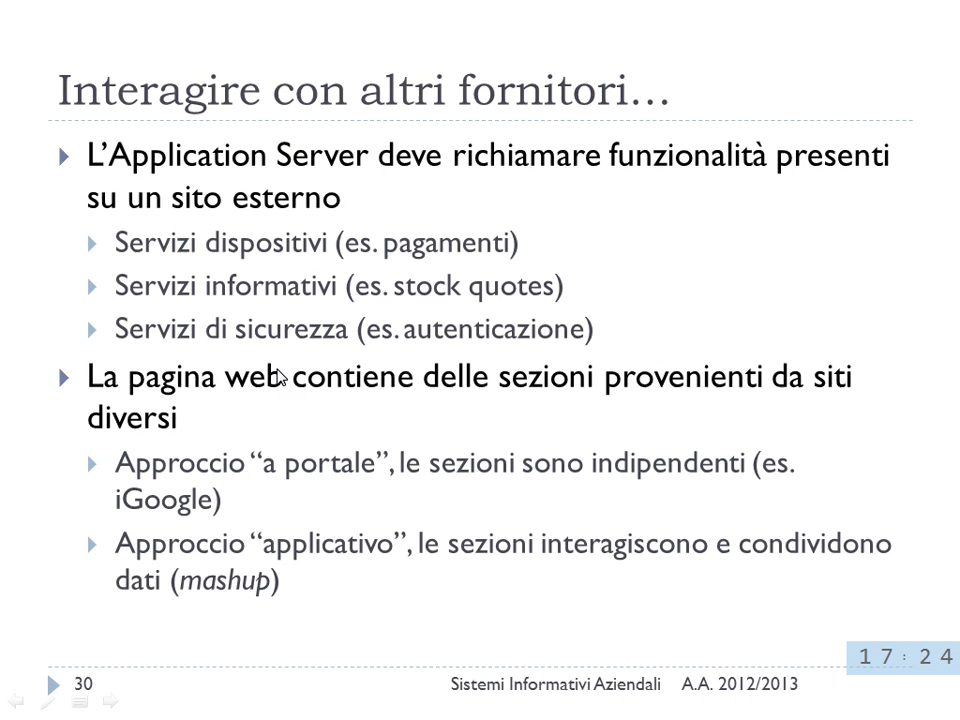 Interagire con altri fornitori...
L’Application Server deve richiamare funzionalità presenti
su un sito esterno
Servizi dispositivi (es. pagamenti)
Servizi informativi (es. stock quotes)
Servizi di sicurezza (es. autenticazione)
La pagina web contiene delle sezioni provenienti da siti
diversi
Approccio “a portale”, le sezioni sono indipendenti (es.
iGoogle)
Approccio “applicativo”, le sezioni interagiscono e condividono
dati (mashup)
17:24
30 Sistemi Informativi Aziendali A.A. 2012/2013